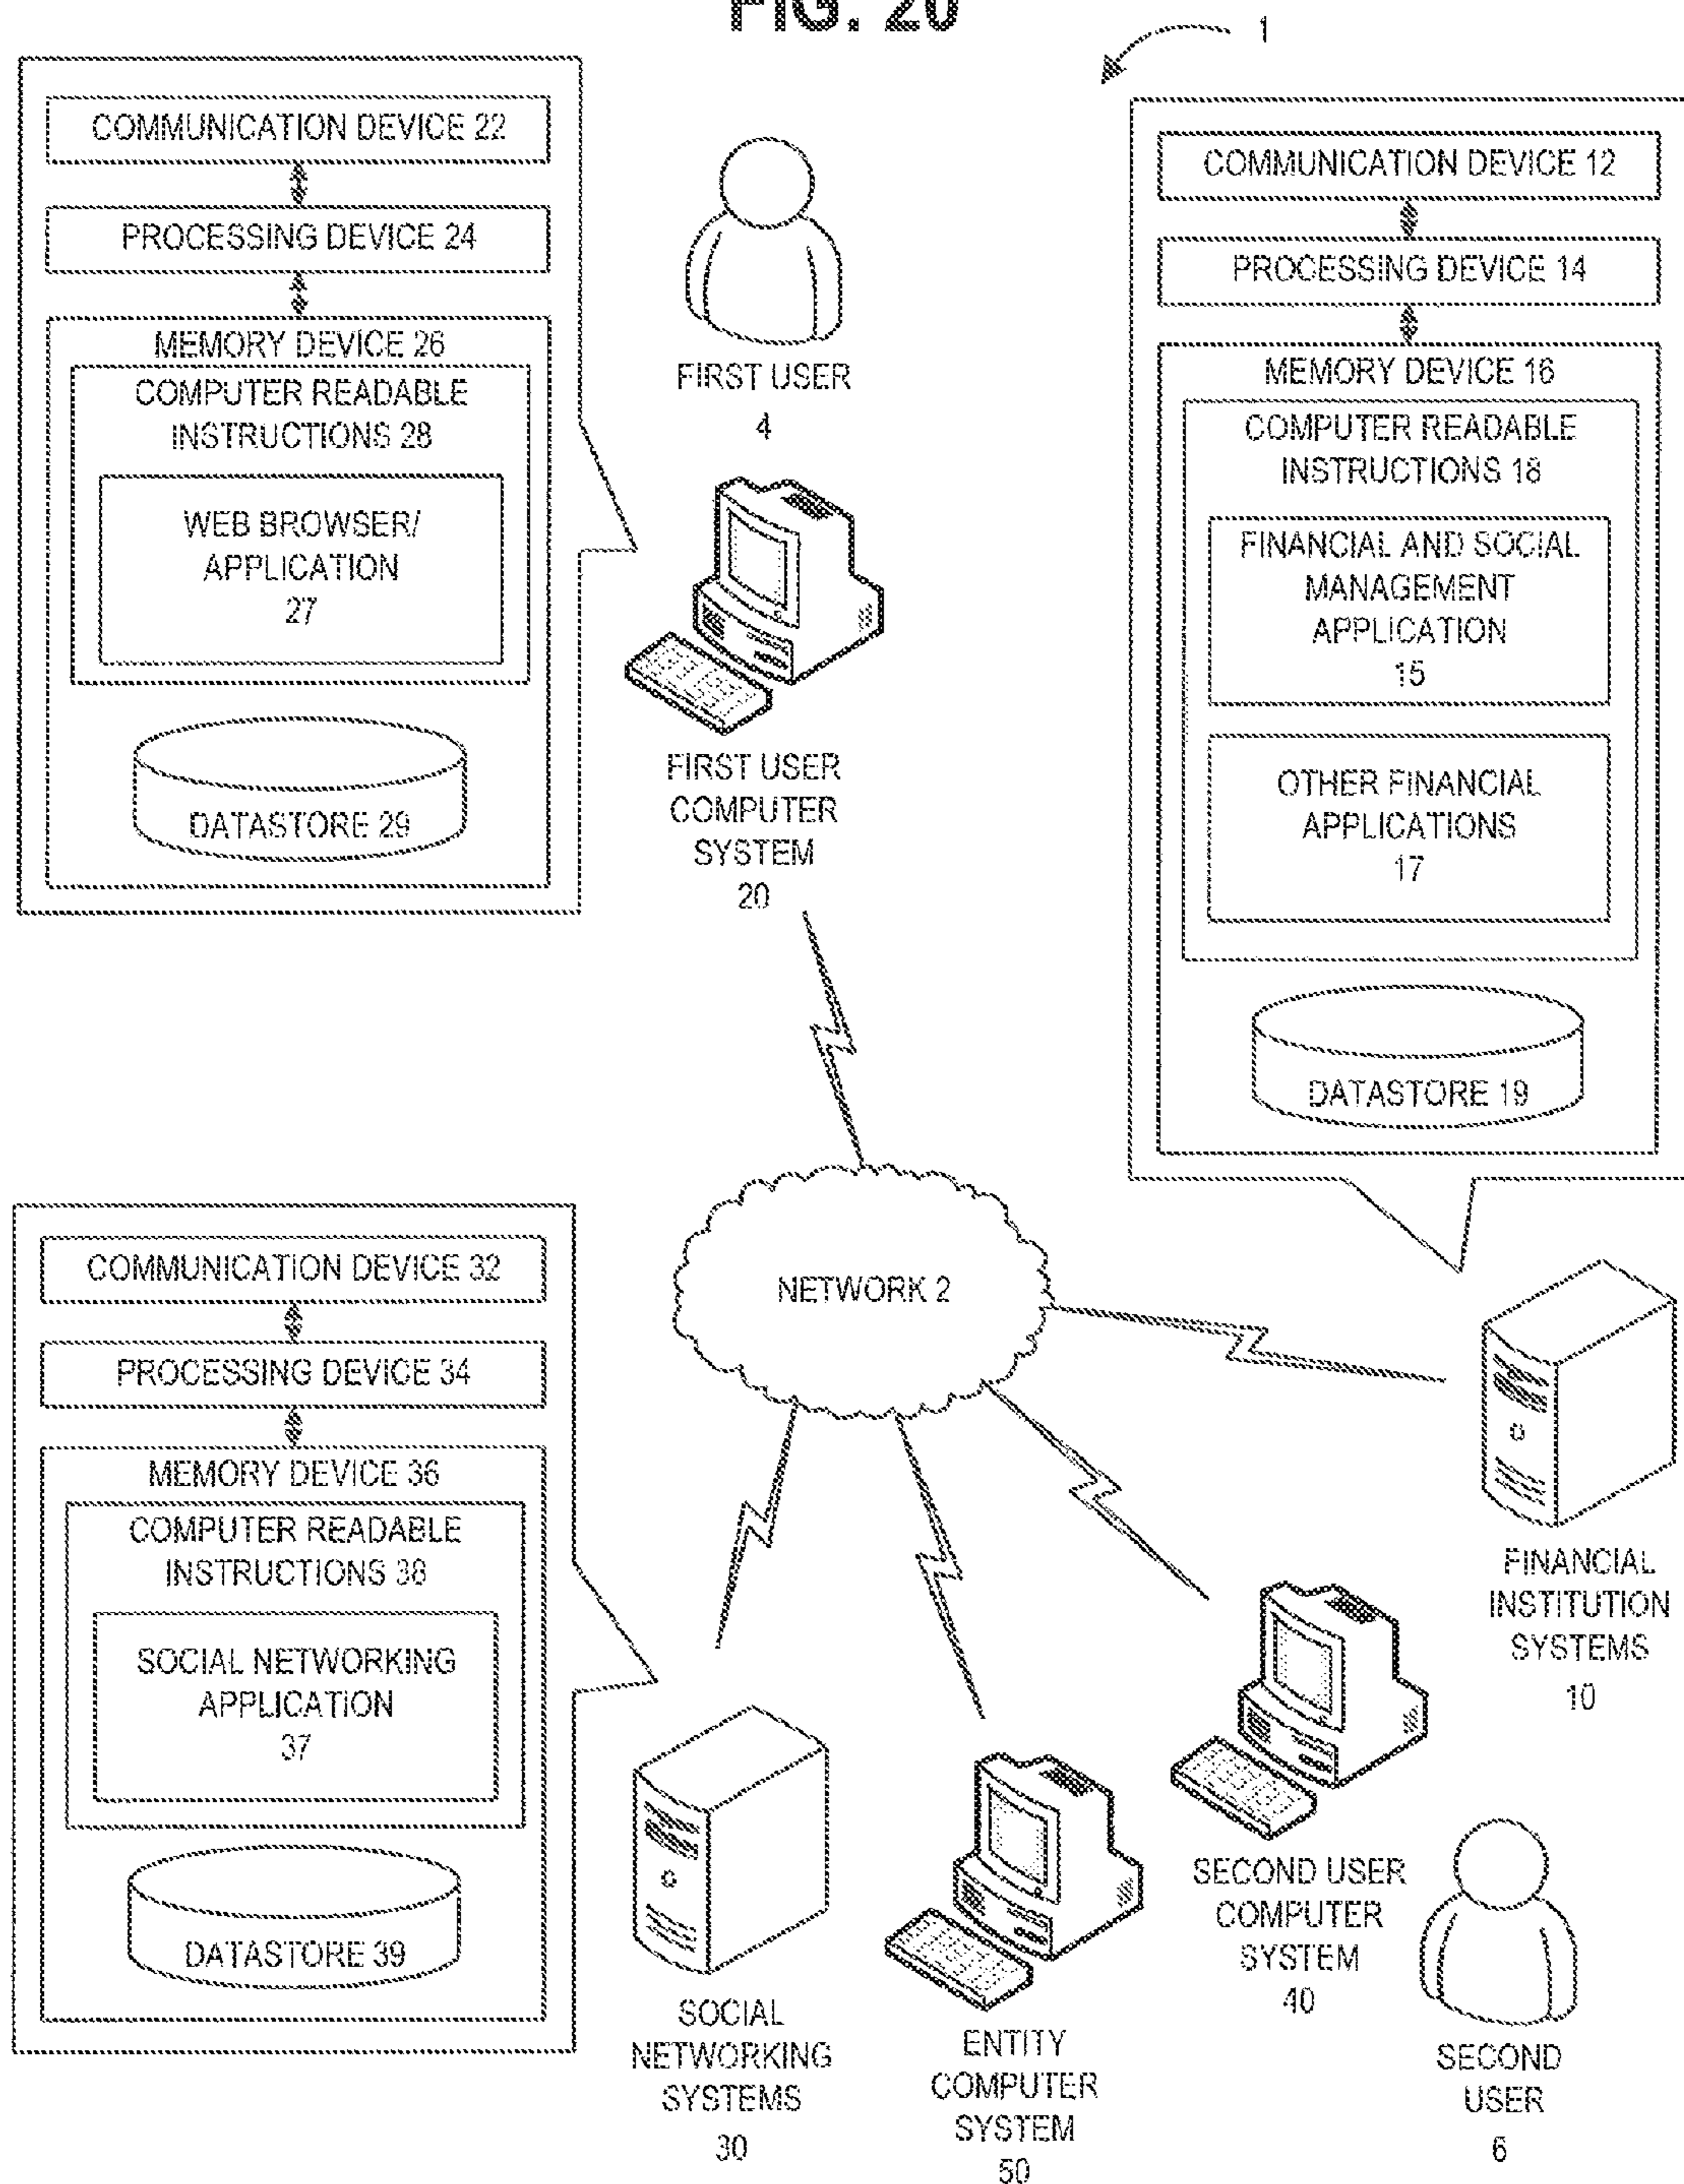 FIG. 20
1
COMMUNICATION DEVICE 22
PROCESSING DEVICE 24
MEMORY DEVICE 26
COMPUTER READABLE
INSTRUCTIONS 28
WEB BROWSER/
APPLICATION
27
DATASTORE 29
FIRST USER
4
FIRST USER
COMPUTER
SYSTEM
20
COMMUNICATION DEVICE 12
PROCESSING DEVICE 14
MEMORY DEVICE 16
COMPUTER READABLE
INSTRUCTIONS 18
FINANCIAL AND SOCIAL
MANAGEMENT
APPLICATION
15
OTHER FINANCIAL
APPLICATIONS
17
DATASTORE 19
NETWORK 2
COMMUNICATION DEVICE 32
PROCESSING DEVICE 34
MEMORY DEVICE 36
COMPUTER READABLE
INSTRUCTIONS 38
SOCIAL NETWORKING
APPLICATION
37
DATASTORE 39
SOCIAL
NETWORKING
SYSTEMS
30
ENTITY
COMPUTER
SYSTEM
50
SECOND USER
COMPUTER
SYSTEM
40
SECOND
USER
6
FINANCIAL
INSTITUTION
SYSTEMS
10